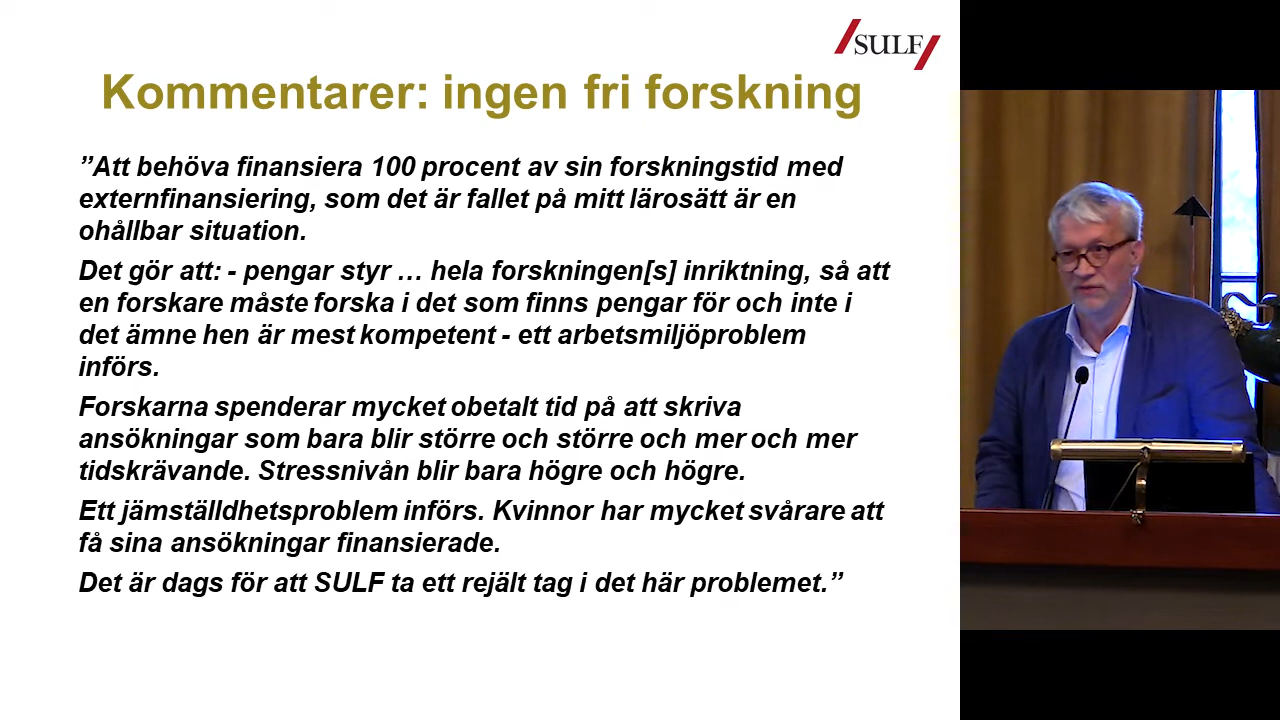 SULF
Kommentarer: ingen fri forskning
”Att behöva finansiera 100 procent av sin forskningstid med
externfinansiering, som det är fallet på mitt lärosätt är en
ohållbar situation.
Det gör att: - pengar styr … hela forskningen[s] inriktning, så att
en forskare måste forska i det som finns pengar för och inte i
det ämne hen är mest kompetent - ett arbetsmiljöproblem
införs.
Forskarna spenderar mycket obetalt tid på att skriva
ansökningar som bara blir större och större och mer och mer
tidskrävande. Stressnivån blir bara högre och högre.
Ett jämställdhetsproblem införs. Kvinnor har mycket svårare att
få sina ansökningar finansierade.
Det är dags för att SULF ta ett rejält tag i det här problemet.”